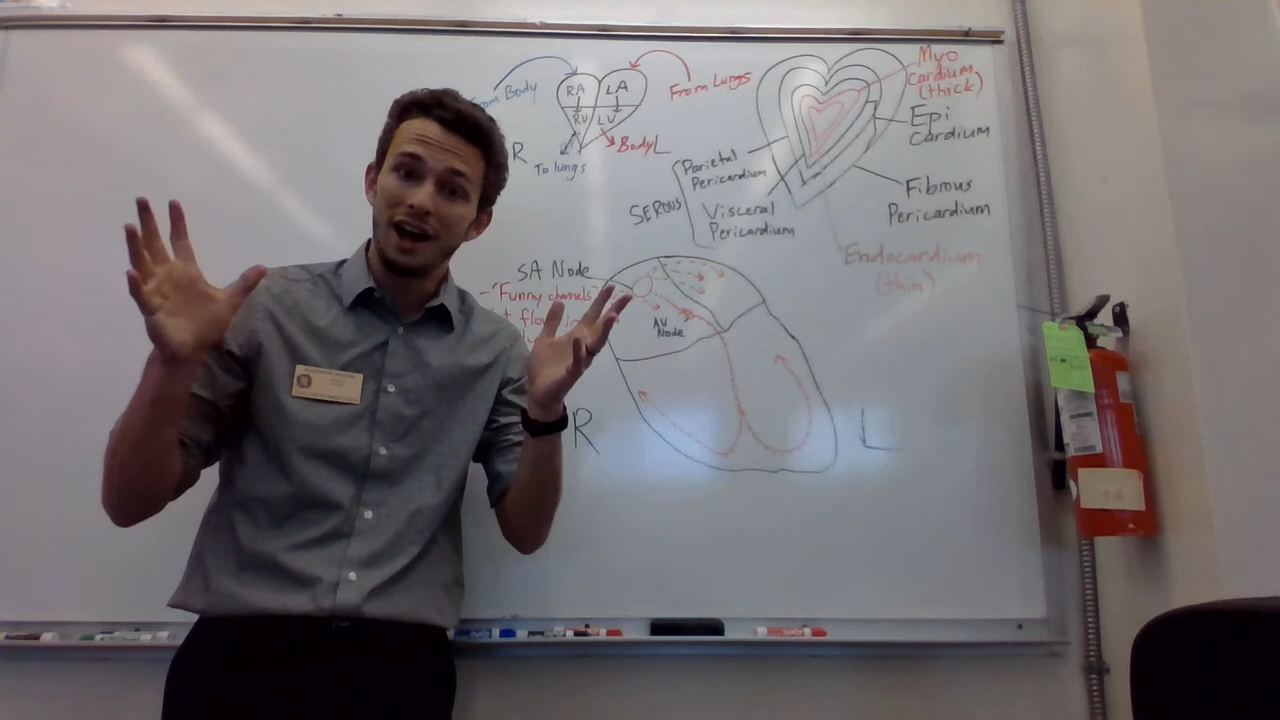 From Body
RA
LA
RV
LV
From Lungs
R
To lungs
Body
L
Myo
cardium
(thick)
Epi
Cardium
Parietal
Pericardium
SEROUS
Visceral
Pericardium
Fibrous
Pericardium
Endocardium
(thin)
SA Node
"Funny channels
AV
Node
R
L